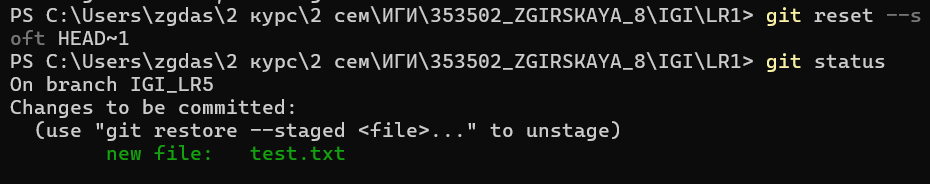 PS C:\Users\zgdas\2 курс\2 сем\ИГИ\353502_ZGIRSKAYA_8\IGI\LR1> git reset --s
oft HEAD~1
PS C:\Users\zgdas\2 курс\2 сем\ИГИ\353502_ZGIRSKAYA_8\IGI\LR1> git status
On branch IGI_LR5
Changes to be committed:
  (use "git restore --staged <file>..." to unstage)
        new file:   test.txt